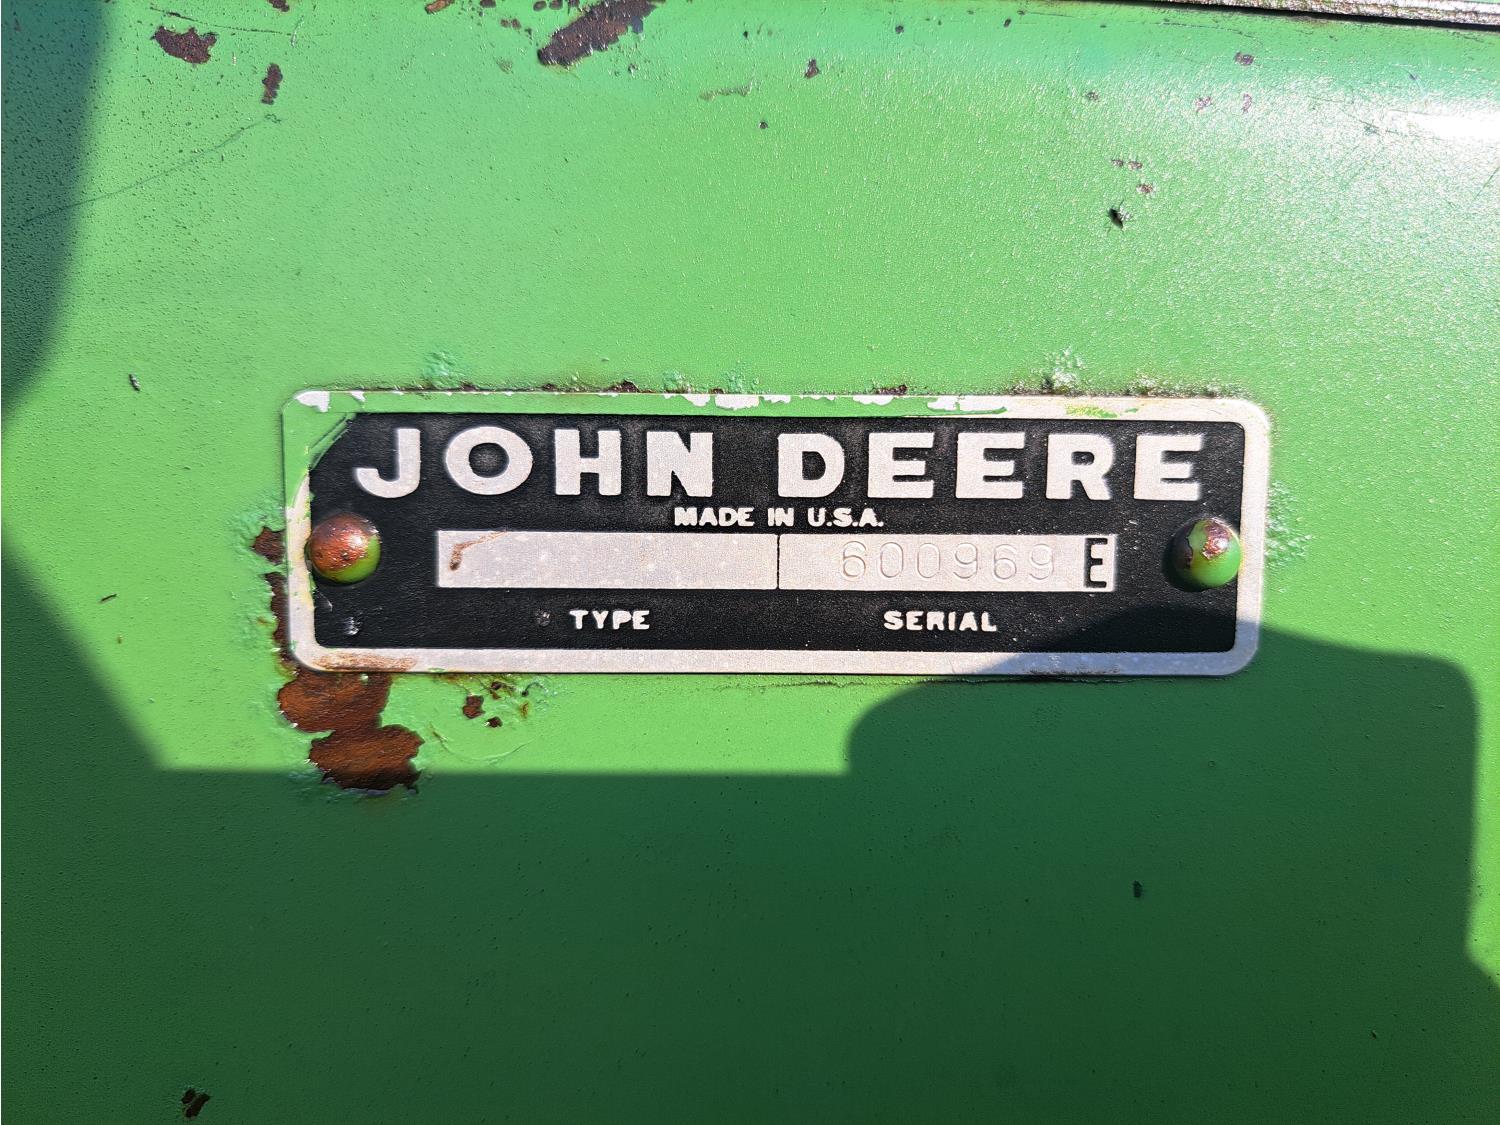 JOHN DEERE
MADE IN U.S.A.
600969 E
TYPE SERIAL